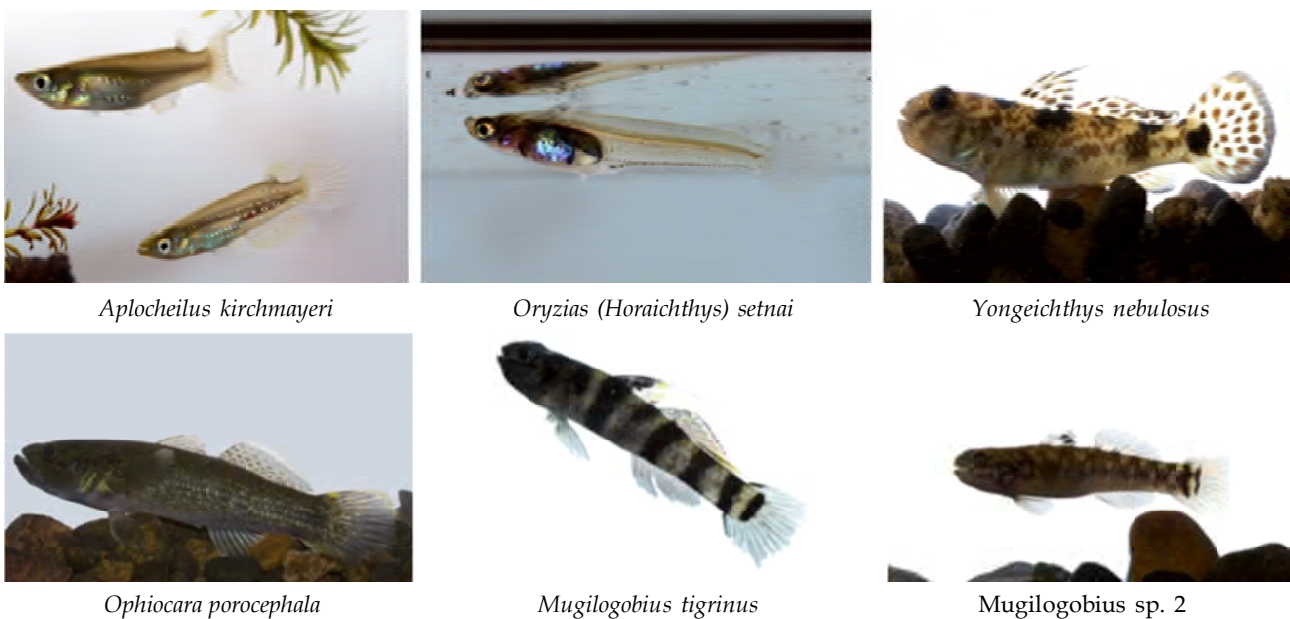 Aplocheilus kirchmayeri
Oryzias (Horaichthys) setnai
Yongeichthys nebulosus
Ophiocara porocephala
Mugilogobius tigrinus
Mugilogobius sp. 2